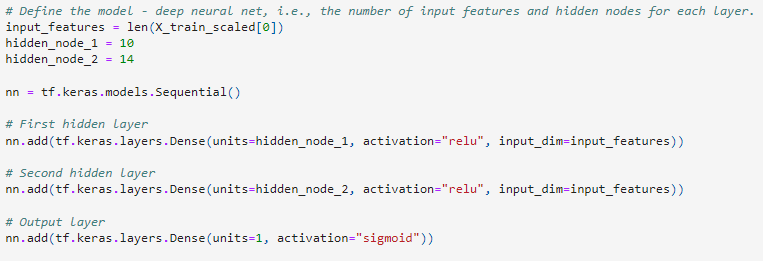 # Define the model - deep neural net, i.e., the number of input features and hidden nodes for each layer.
input_features = len(X_train_scaled[0])
hidden_node_1 = 10
hidden_node_2 = 14
nn = tf.keras.models.Sequential()
# First hidden layer
nn.add(tf.keras.layers.Dense(units=hidden_node_1, activation="relu", input_dim=input_features))
# Second hidden layer
nn.add(tf.keras.layers.Dense(units=hidden_node_2, activation="relu", input_dim=input_features))
# Output layer
nn.add(tf.keras.layers.Dense(units=1, activation="sigmoid"))